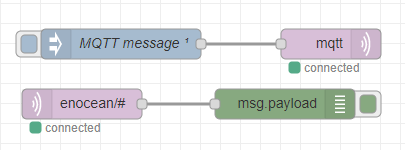 MQTT message ¹
mqtt
connected
enocean/#
msg.payload
connected